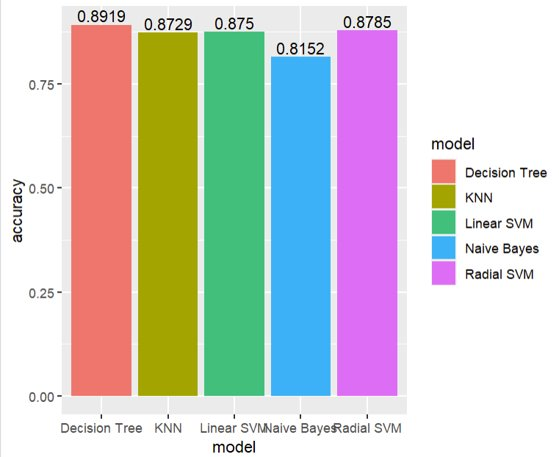 0.8919
0.8729
0.875
0.8152
0.8785
0.75
0.50
0.25
0.00
accuracy
Decision Tree
KNN
Linear SVM
Naive Bayes
Radial SVM
model
model
Decision Tree
KNN
Linear SVM
Naive Bayes
Radial SVM